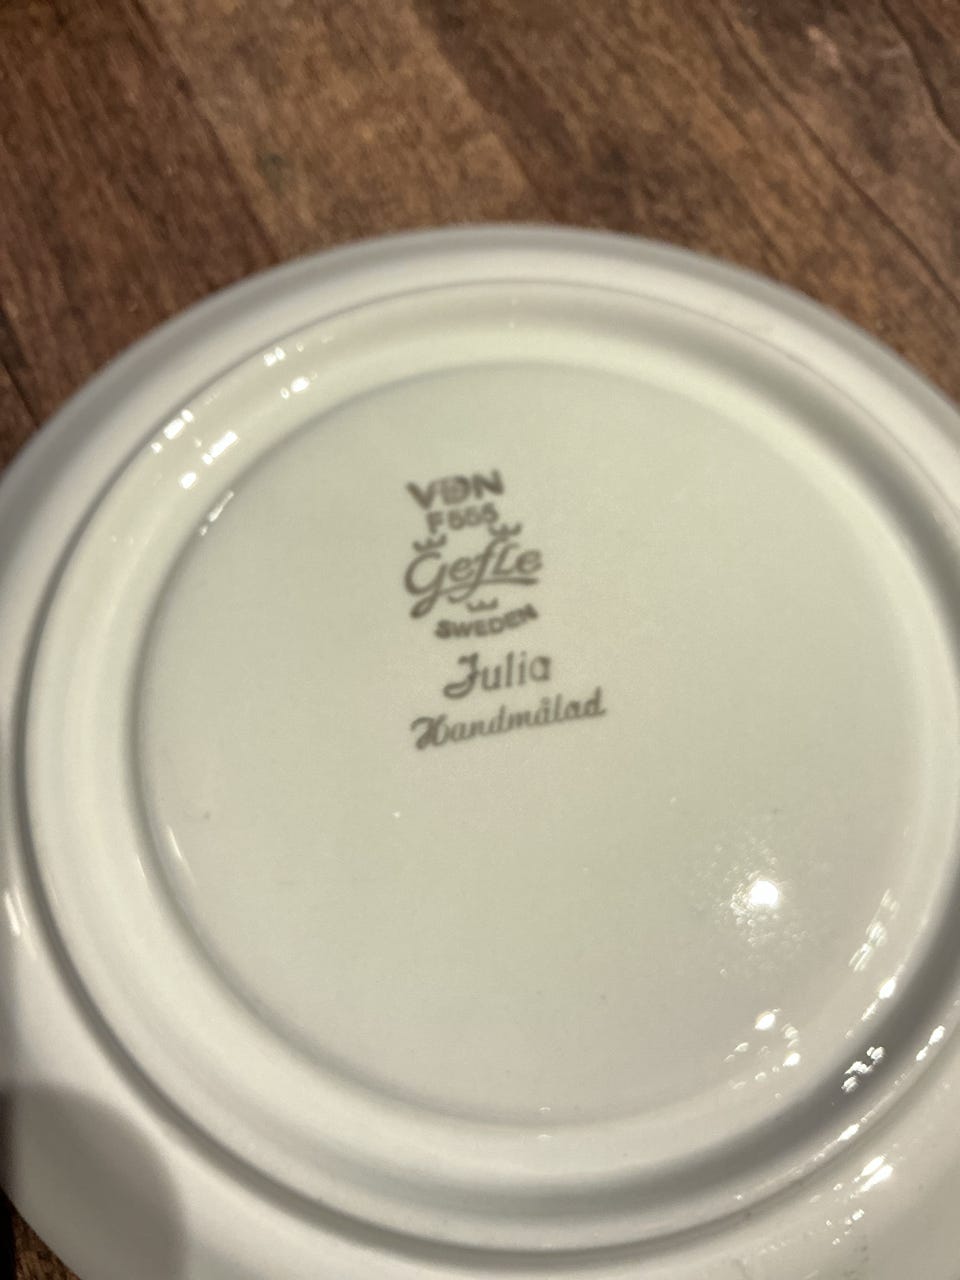 VDN
F555
Gefle
SWEDEN
Julia
Handmålad